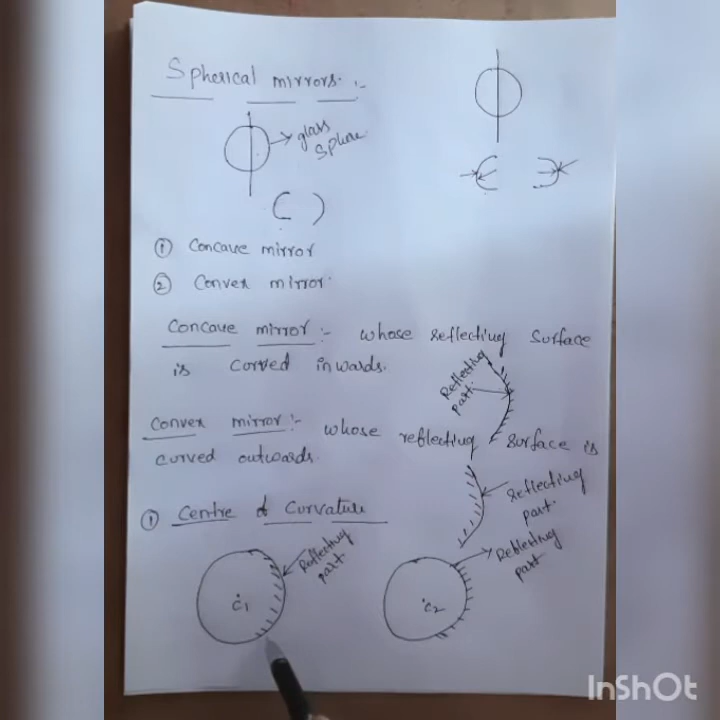 Spherical mirrors :-
glass
Sphere
① Concave mirror
② Convex mirror.
Concave mirror :- whose reflecting Surface
is curved inwards.
Reflecting
part.
Convex mirror :- whose reflecting surface is
curved outwards.
Reflecting
part.
① Centre of Curvature
Reflecting
part.
C1
Reflecting
part
C2
InShOt